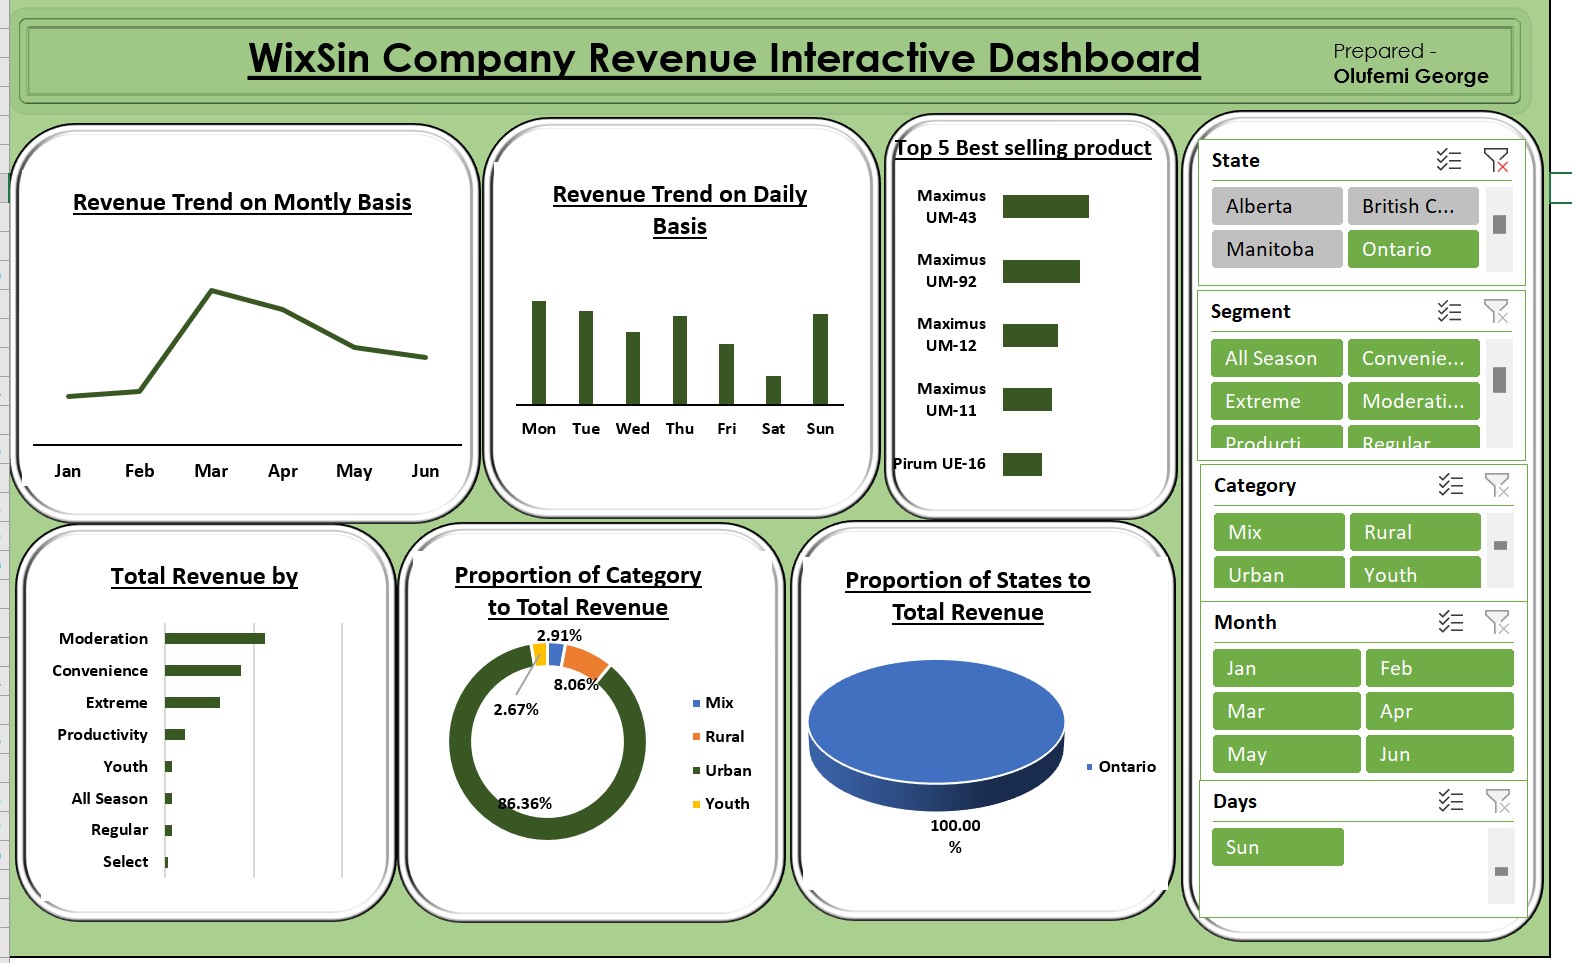 WixSin Company Revenue Interactive Dashboard
Prepared -
Olufemi George
Revenue Trend on Montly Basis
Jan Feb Mar Apr May Jun
Revenue Trend on Daily
Basis
Mon Tue Wed Thu Fri Sat Sun
Top 5 Best selling product
Maximus
UM-43
Maximus
UM-92
Maximus
UM-12
Maximus
UM-11
Pirum UE-16
Total Revenue by
Moderation
Convenience
Extreme
Productivity
Youth
All Season
Regular
Select
Proportion of Category
to Total Revenue
2.91%
8.06%
2.67%
86.36%
Mix
Rural
Urban
Youth
Proportion of States to
Total Revenue
Ontario
100.00
%
State
Alberta British C...
Manitoba Ontario
Segment
All Season Convenie...
Extreme Moderati...
Producti Regular
Category
Mix Rural
Urban Youth
Month
Jan Feb
Mar Apr
May Jun
Days
Sun